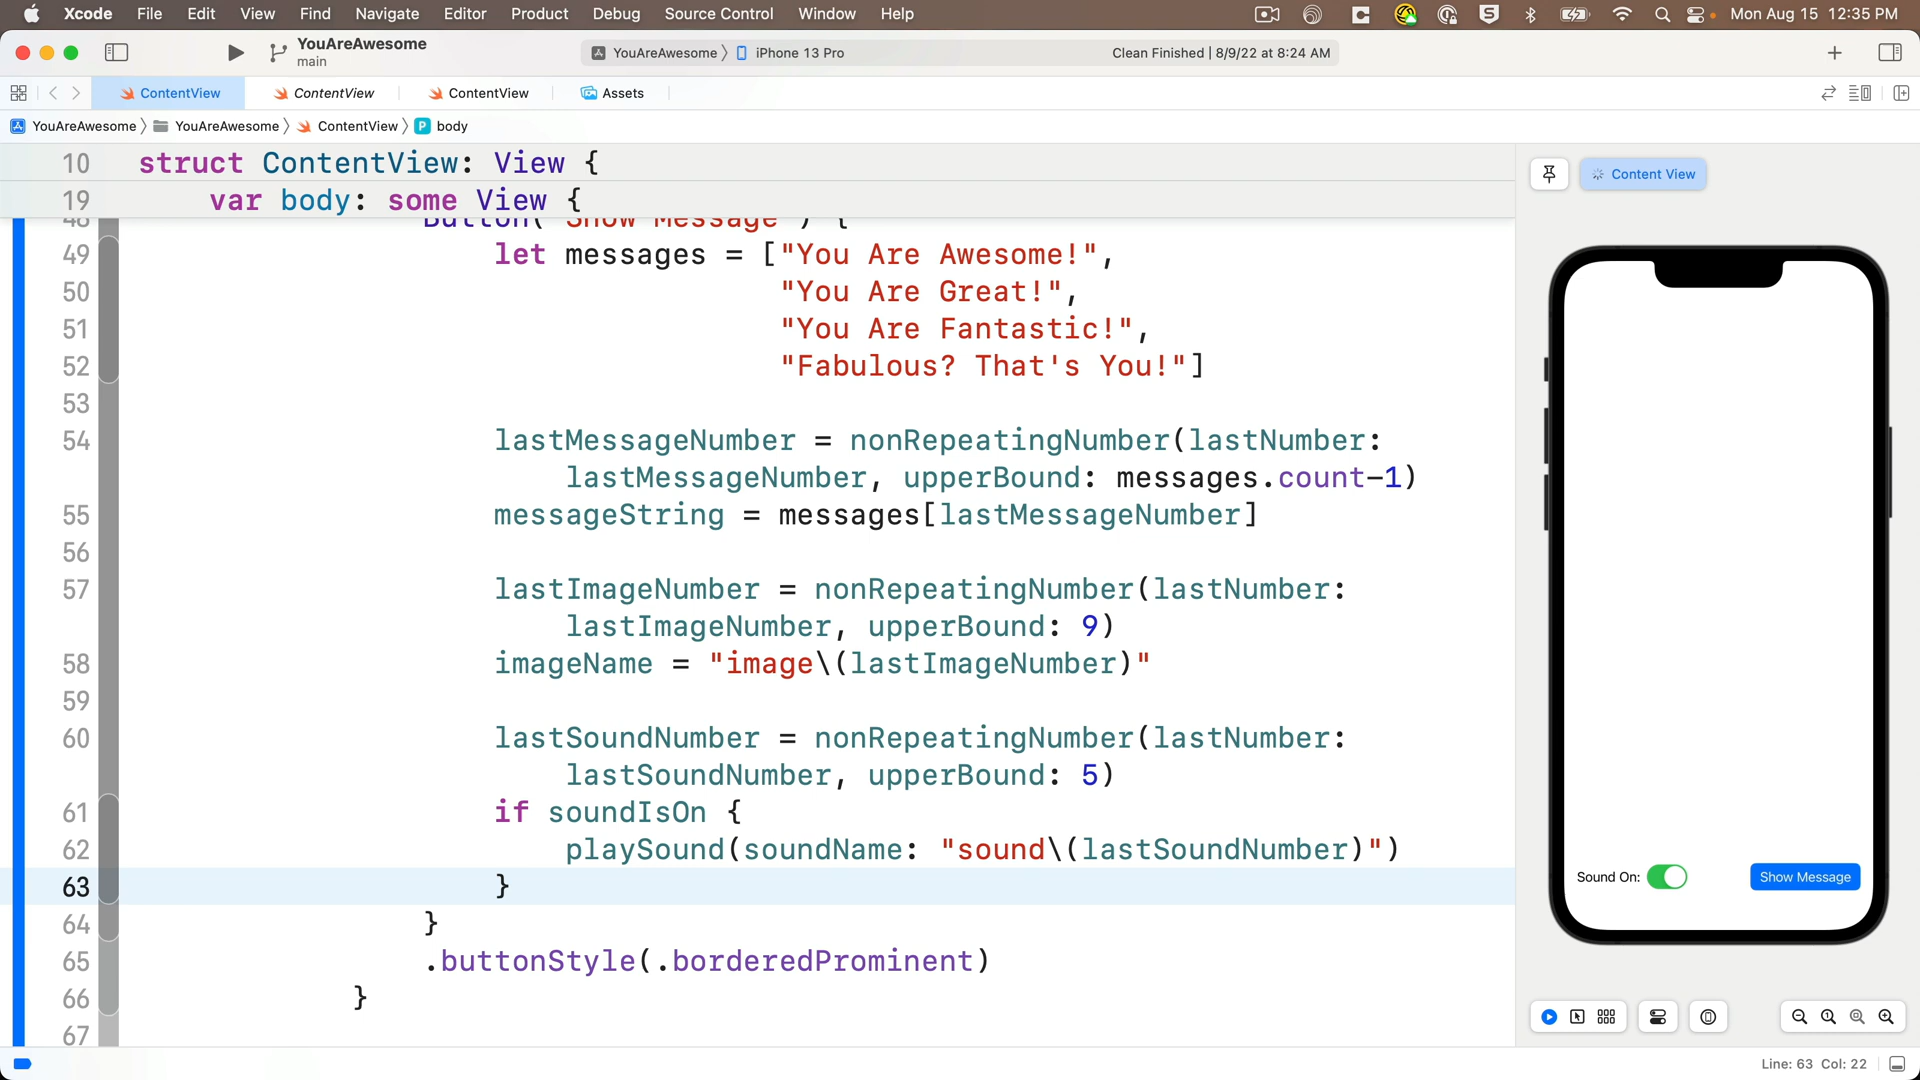 Xcode File Edit View Find Navigate Editor Product Debug Source Control Window Help Mon Aug 15 12:35 PM
YouAreAwesome
main
YouAreAwesome 〉 iPhone 13 Pro Clean Finished | 8/9/22 at 8:24 AM
ContentView ContentView ContentView Assets
YouAreAwesome 〉 YouAreAwesome 〉 ContentView 〉 P body
10 struct ContentView: View {
19 var body: some View {
48 Button("Show Message") {
49 let messages = ["You Are Awesome!",
50 "You Are Great!",
51 "You Are Fantastic!",
52 "Fabulous? That's You!"]
53
54 lastMessageNumber = nonRepeatingNumber(lastNumber:
lastMessageNumber, upperBound: messages.count-1)
55 messageString = messages[lastMessageNumber]
56
57 lastImageNumber = nonRepeatingNumber(lastNumber:
lastImageNumber, upperBound: 9)
58 imageName = "image\(lastImageNumber)"
59
60 lastSoundNumber = nonRepeatingNumber(lastNumber:
lastSoundNumber, upperBound: 5)
61 if soundIsOn {
62 playSound(soundName: "sound\(lastSoundNumber)")
63 }
64 }
65 .buttonStyle(.borderedProminent)
66 }
67
Content View
Sound On: Show Message
Line: 63 Col: 22